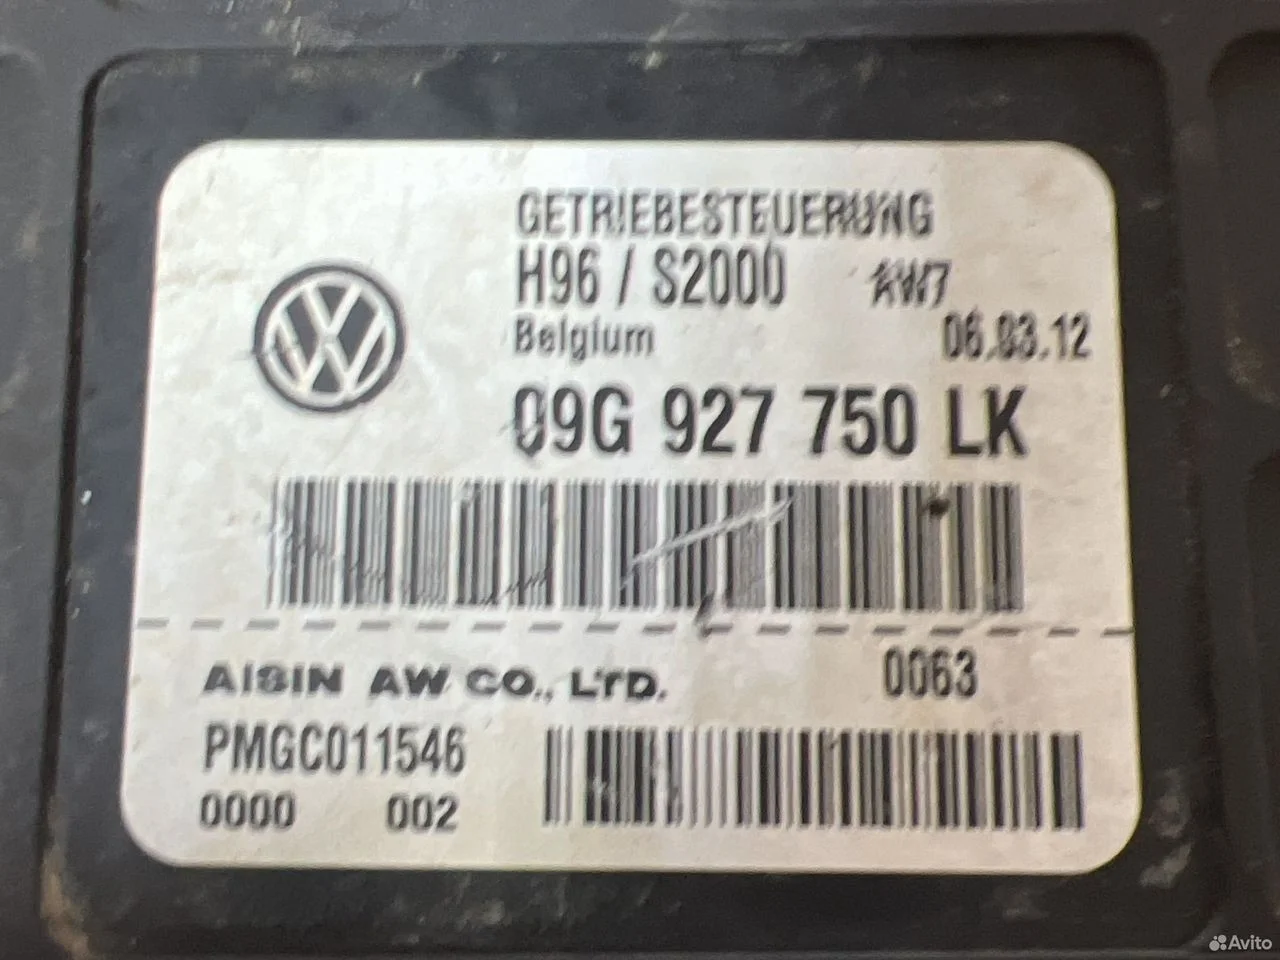 GETRIEBESTEUERUNG
H96 / S2000 AW7
Belgium 06.03.12
09G 927 750 LK
AISIN AW CO., LTD. 0063
PMGC011546
0000 002
Avito